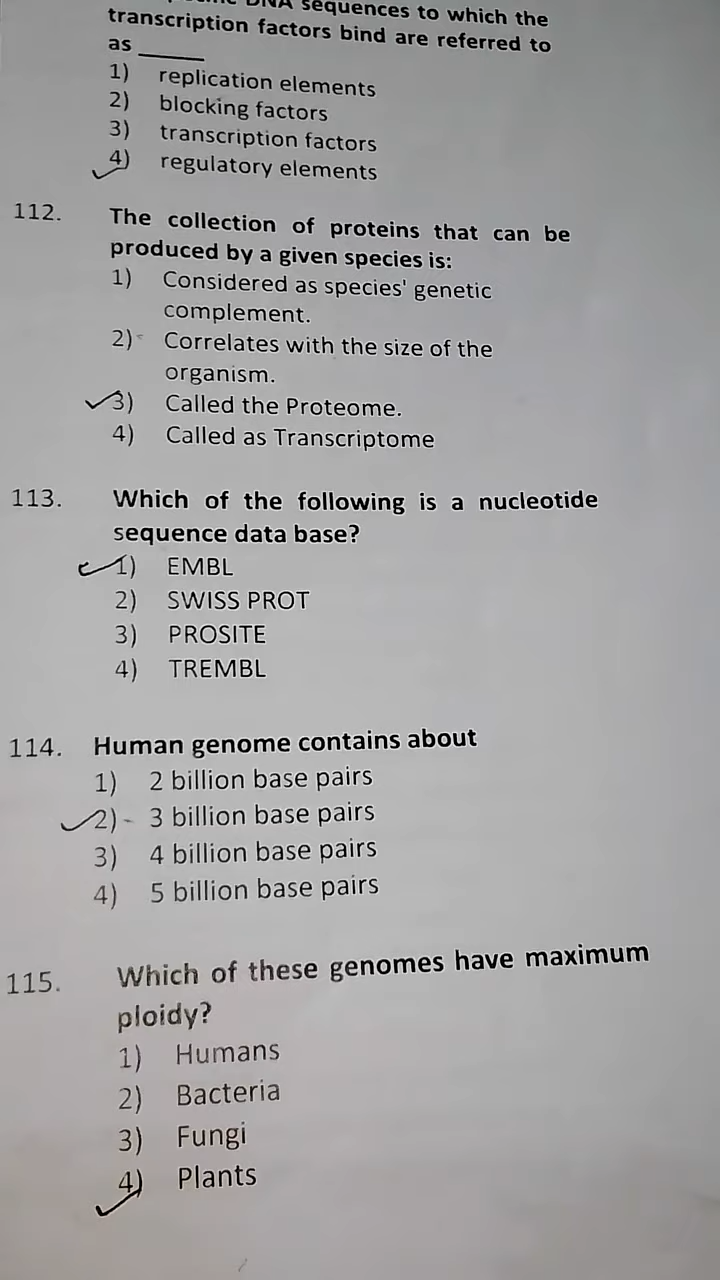 DNA sequences to which the
transcription factors bind are referred to
as ______
1) replication elements
2) blocking factors
3) transcription factors
4) regulatory elements
112. The collection of proteins that can be
produced by a given species is:
1) Considered as species' genetic
complement.
2) Correlates with the size of the
organism.
3) Called the Proteome.
4) Called as Transcriptome
113. Which of the following is a nucleotide
sequence data base?
1) EMBL
2) SWISS PROT
3) PROSITE
4) TREMBL
114. Human genome contains about
1) 2 billion base pairs
2) 3 billion base pairs
3) 4 billion base pairs
4) 5 billion base pairs
115. Which of these genomes have maximum
ploidy?
1) Humans
2) Bacteria
3) Fungi
4) Plants